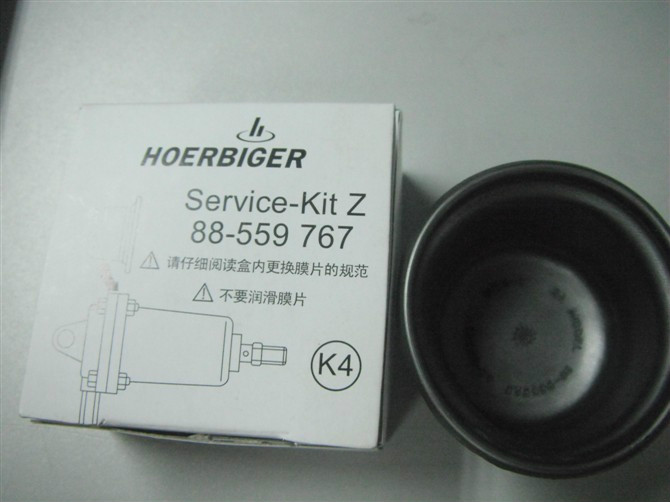 HOERBIGER
Service-Kit Z
88-559 767
请仔细阅读盒内更换膜片的规范
不要润滑膜片
K4